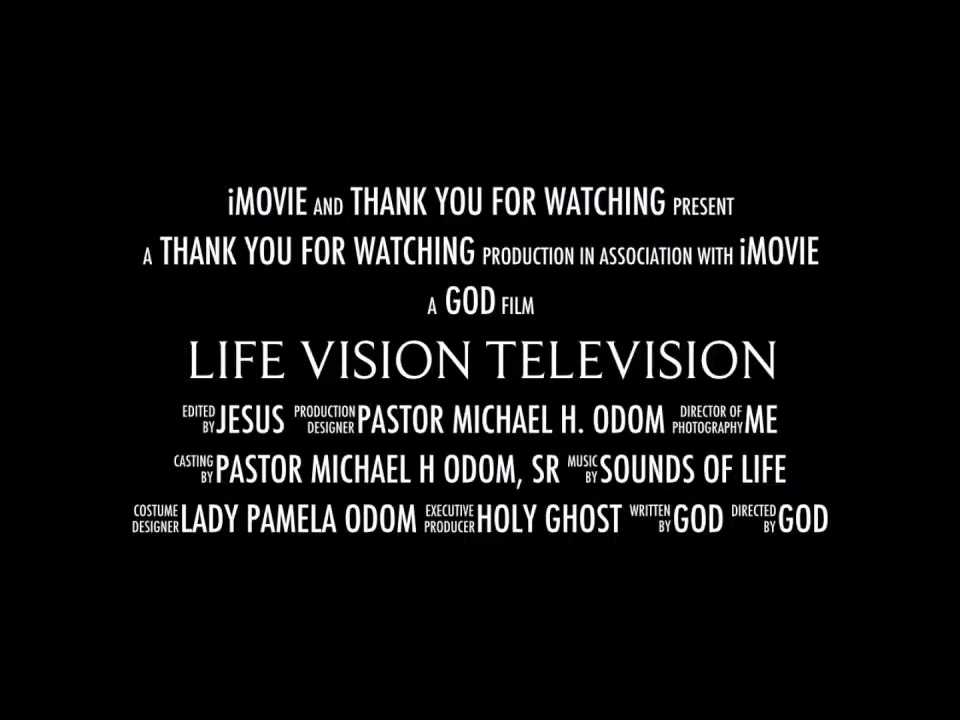 iMOVIE AND THANK YOU FOR WATCHING PRESENT
A THANK YOU FOR WATCHING PRODUCTION IN ASSOCIATION WITH iMOVIE
A GOD FILM
LIFE VISION TELEVISION
EDITED BY JESUS PRODUCTION DESIGNER PASTOR MICHAEL H. ODOM DIRECTOR OF PHOTOGRAPHY ME
CASTING BY PASTOR MICHAEL H ODOM, SR MUSIC BY SOUNDS OF LIFE
COSTUME DESIGNER LADY PAMELA ODOM EXECUTIVE PRODUCER HOLY GHOST WRITTEN BY GOD DIRECTED BY GOD